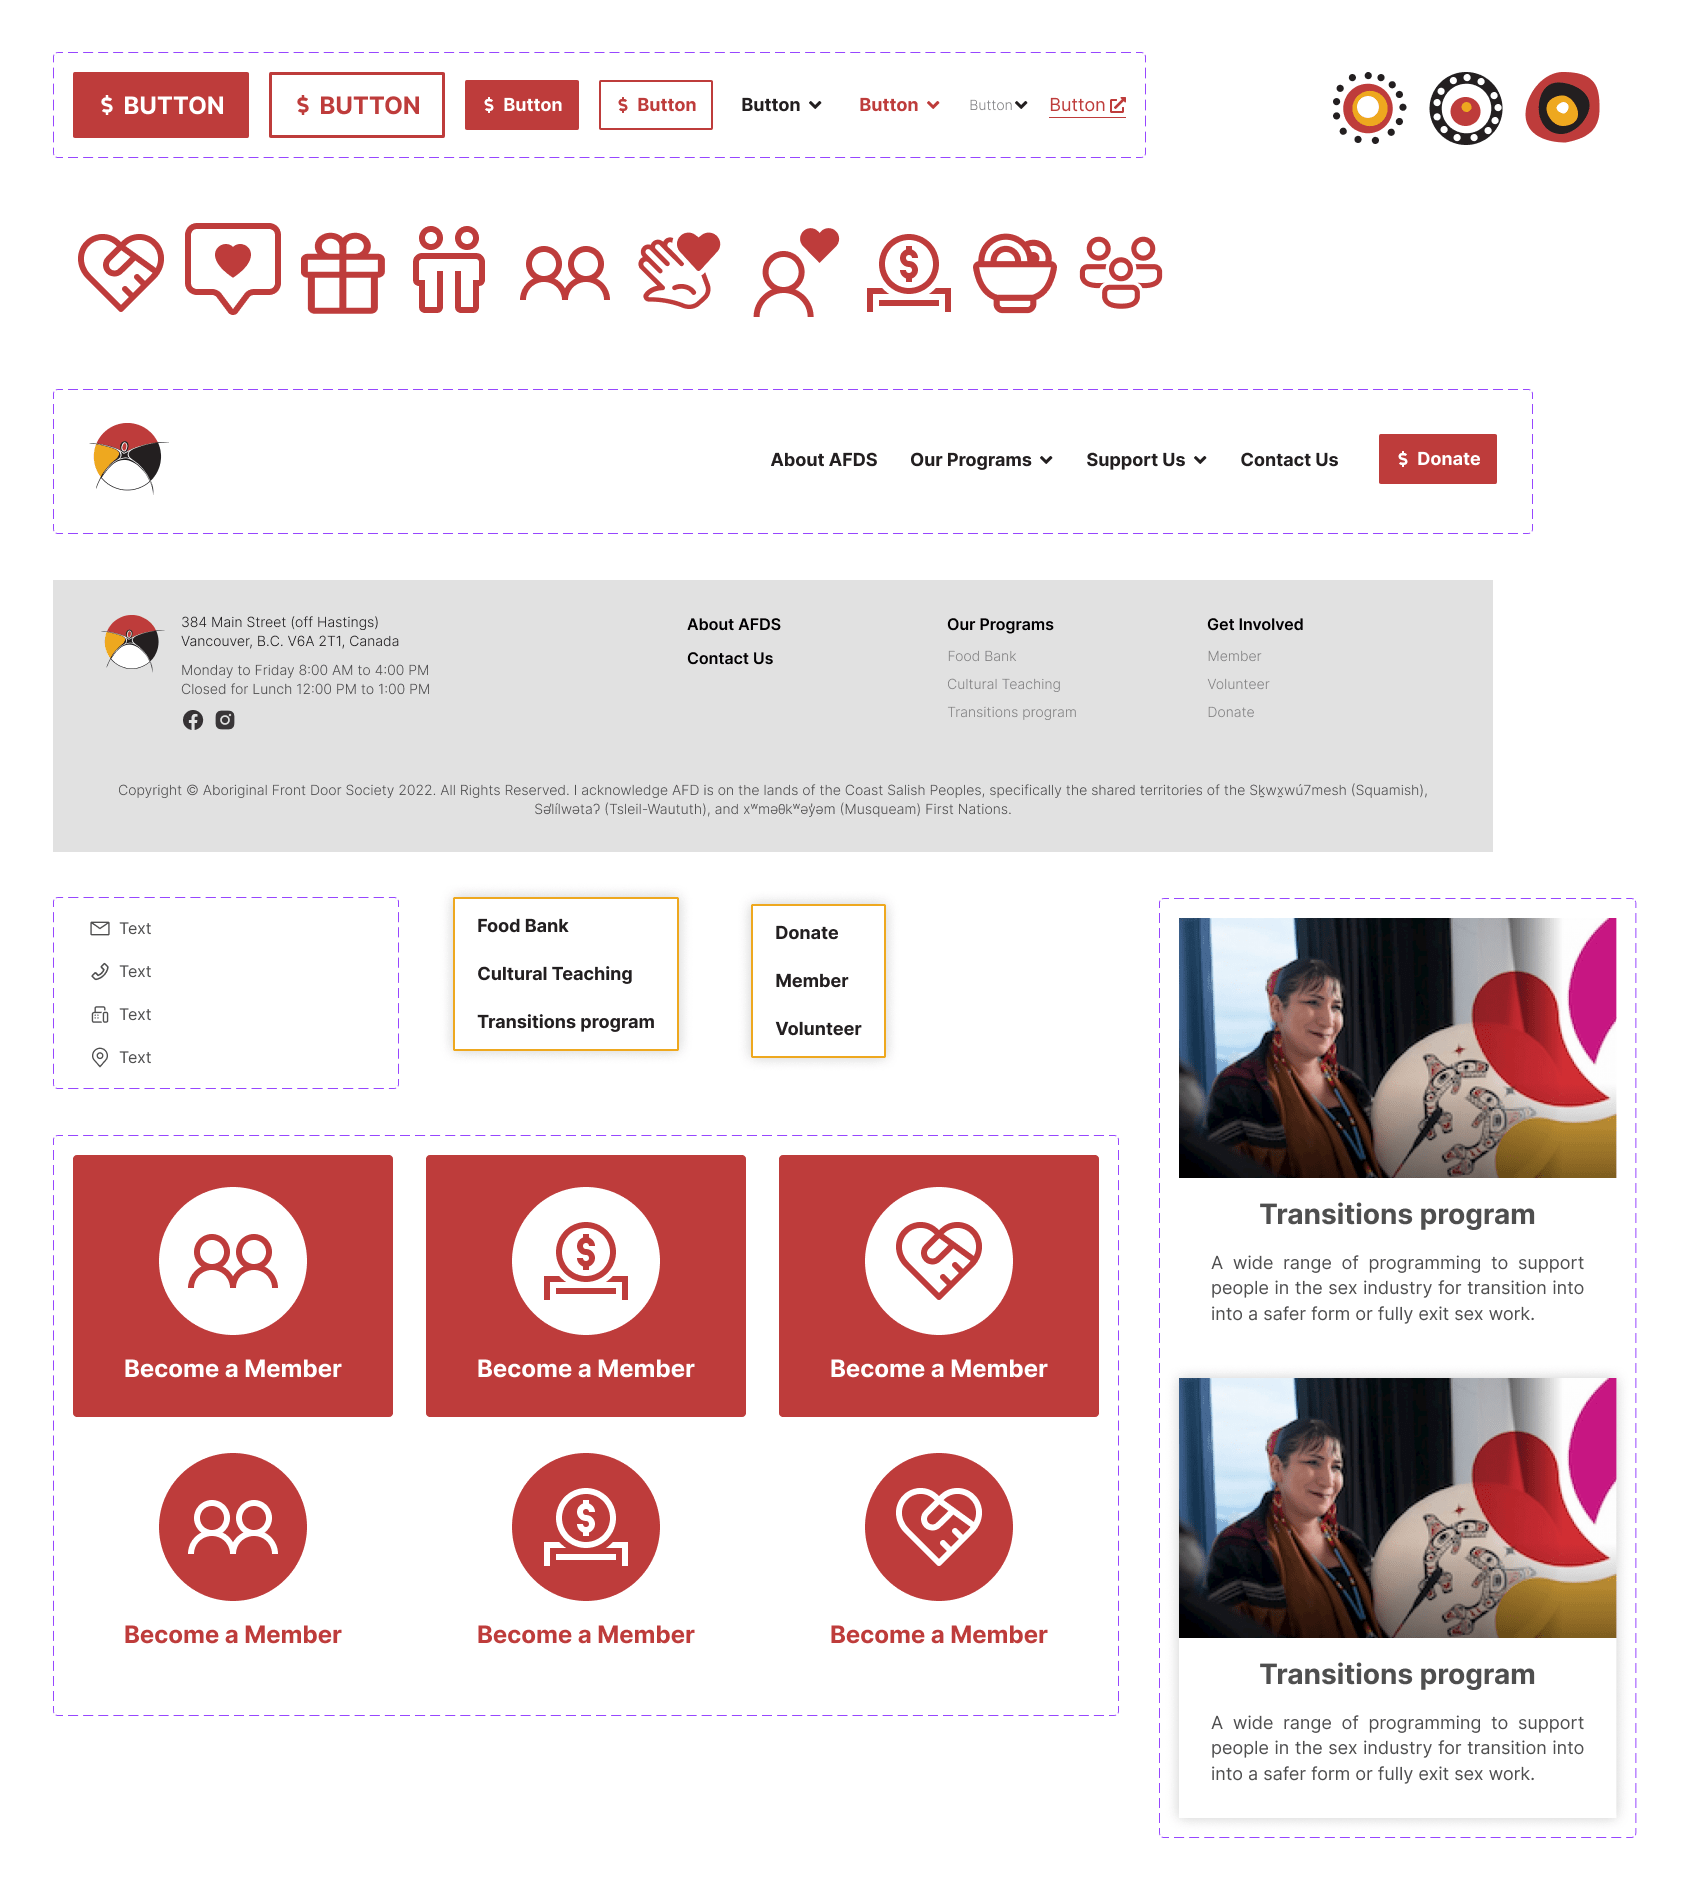 $ BUTTON
$ BUTTON
$ Button
$ Button
Button
Button
Button
Button
$
About AFDS
Our Programs
Support Us
Contact Us
$ Donate
384 Main Street (off Hastings)
Vancouver, B.C. V6A 2T1, Canada
Monday to Friday 8:00 AM to 4:00 PM
Closed for Lunch 12:00 PM to 1:00 PM
About AFDS
Contact Us
Our Programs
Food Bank
Cultural Teaching
Transitions program
Get Involved
Member
Volunteer
Donate
Copyright © Aboriginal Front Door Society 2022. All Rights Reserved. I acknowledge AFD is on the lands of the Coast Salish Peoples, specifically the shared territories of the Sḵwx̱wú7mesh (Squamish),
(Tsleil-Waututh), and xʷməθkʷəy̓əm (Musqueam) First Nations.
Text
Text
Text
Text
Food Bank
Cultural Teaching
Transitions program
Donate
Member
Volunteer
$
Become a Member
Become a Member
Become a Member
$
Become a Member
Become a Member
Become a Member
Transitions program
A wide range of programming to support
people in the sex industry for transition into
into a safer form or fully exit sex work.
Transitions program
A wide range of programming to support
people in the sex industry for transition into
into a safer form or fully exit sex work.